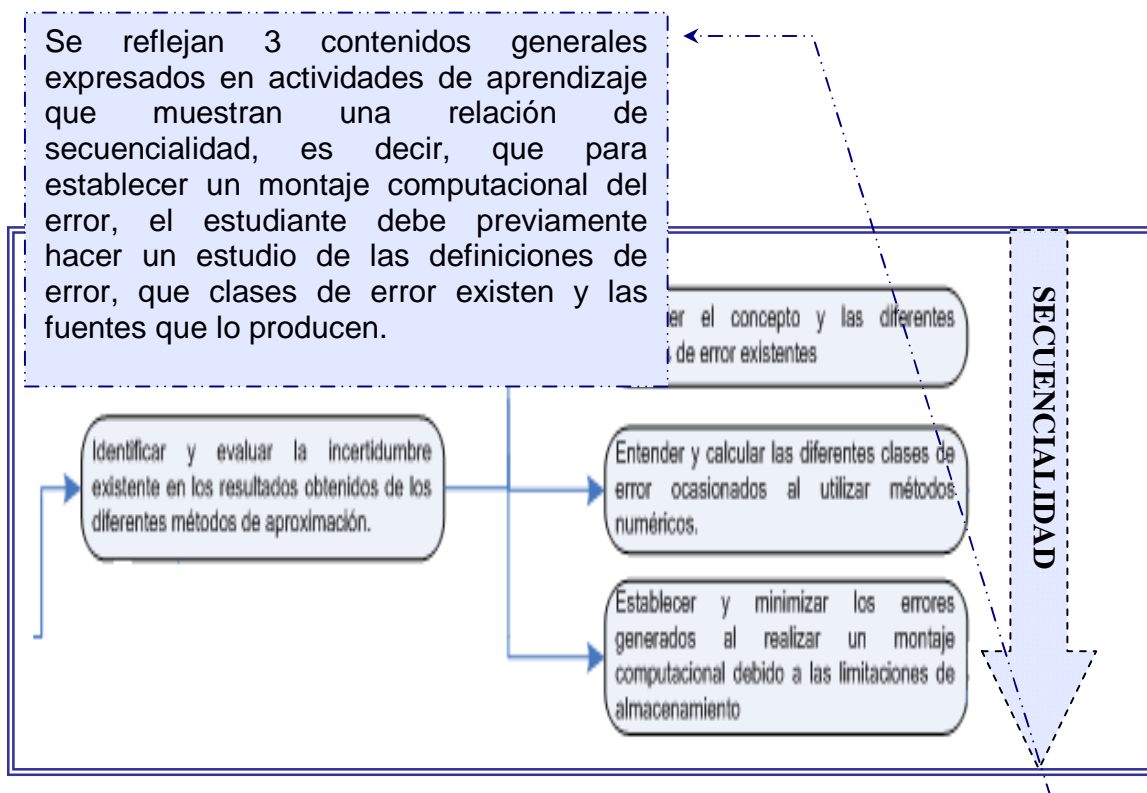 Se reflejan 3 contenidos generales
expresados en actividades de aprendizaje
que muestran una relación de
secuencialidad, es decir, que para
establecer un montaje computacional del
error, el estudiante debe previamente
hacer un estudio de las definiciones de
error, que clases de error existen y las
fuentes que lo producen.
el concepto y las diferentes
de error existentes
Identificar y evaluar la incertidumbre
existente en los resultados obtenidos de los
diferentes métodos de aproximación.
Entender y calcular las diferentes clases de
error ocasionados al utilizar métodos
numéricos.
Establecer y minimizar los errores
generados al realizar un montaje
computacional debido a las limitaciones de
almacenamiento
SECUENCIALIDAD